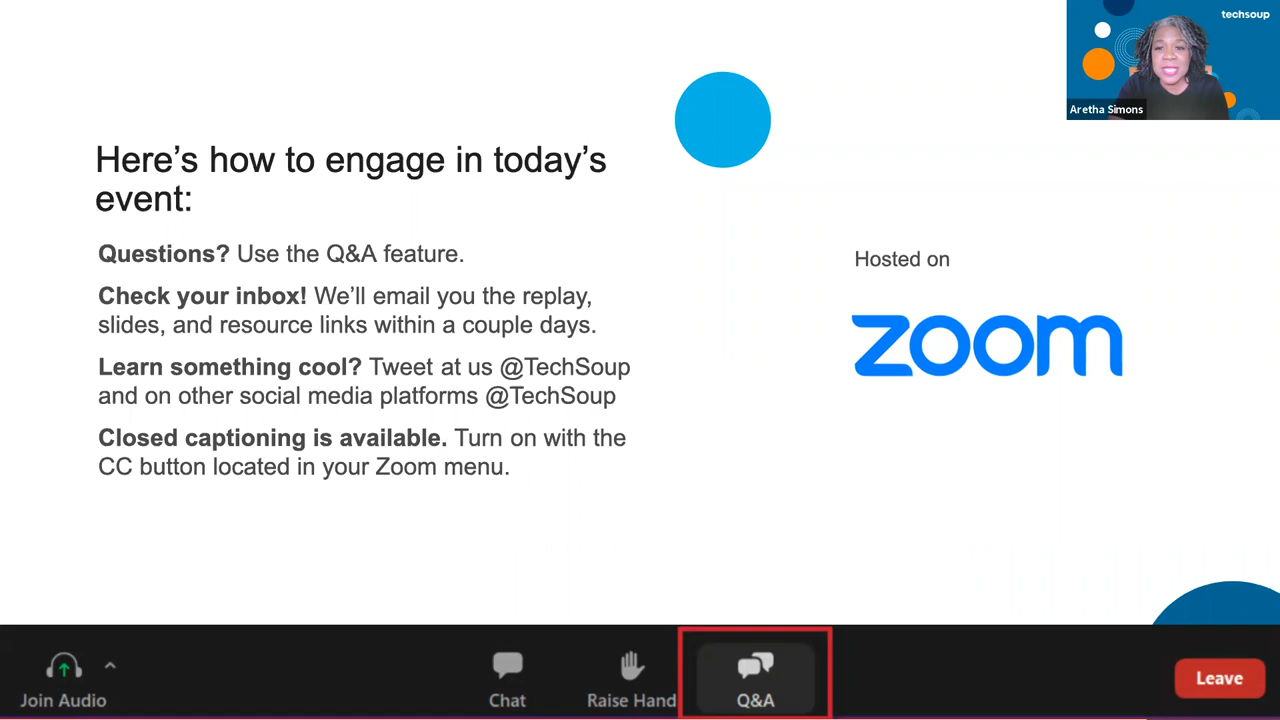 techsoup
Aretha Simons
Here’s how to engage in today’s
event:
Questions? Use the Q&A feature.
Check your inbox! We’ll email you the replay,
slides, and resource links within a couple days.
Learn something cool? Tweet at us @TechSoup
and on other social media platforms @TechSoup
Closed captioning is available. Turn on with the
CC button located in your Zoom menu.
Hosted on
zoom
Join Audio
Chat
Raise Hand
Q&A
Leave